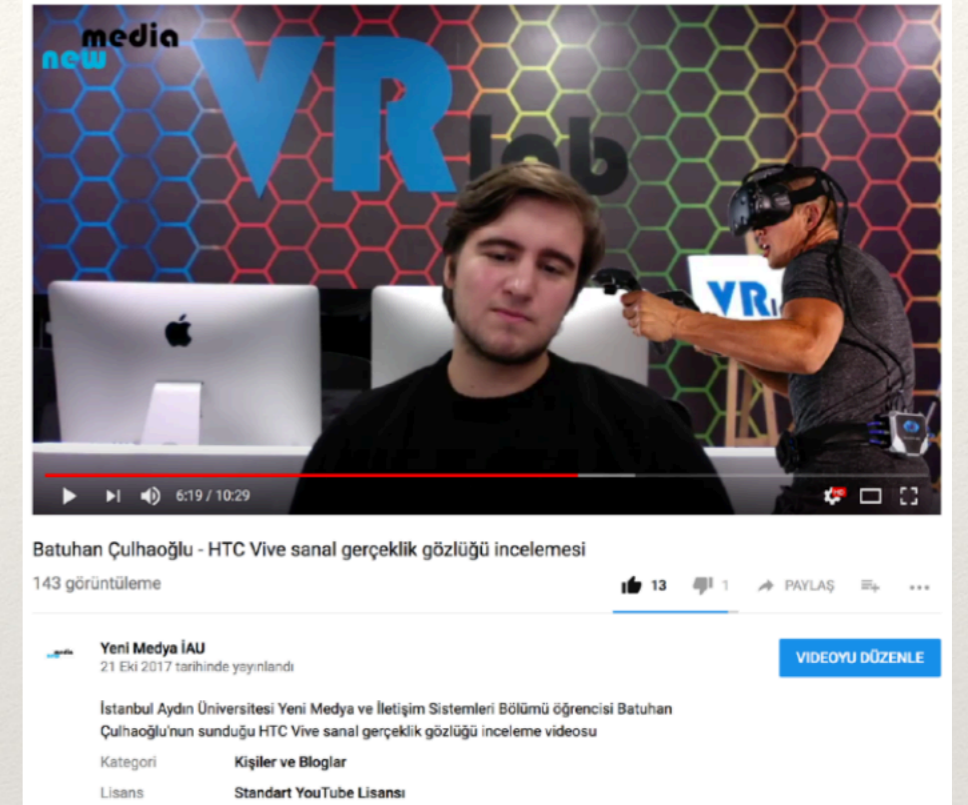 media
new
VR
lab
VR
6:19 / 10:29
HD
Batuhan Çulhaoğlu - HTC Vive sanal gerçeklik gözlüğü incelemesi
143 görüntüleme
13
1
PAYLAŞ
Yeni Medya İAU
21 Eki 2017 tarihinde yayınlandı
VIDEOYU DÜZENLE
İstanbul Aydın Üniversitesi Yeni Medya ve İletişim Sistemleri Bölümü öğrencisi Batuhan
Çulhaoğlu'nun sunduğu HTC Vive sanal gerçeklik gözlüğü inceleme videosu
Kategori Kişiler ve Bloglar
Lisans Standart YouTube Lisansı